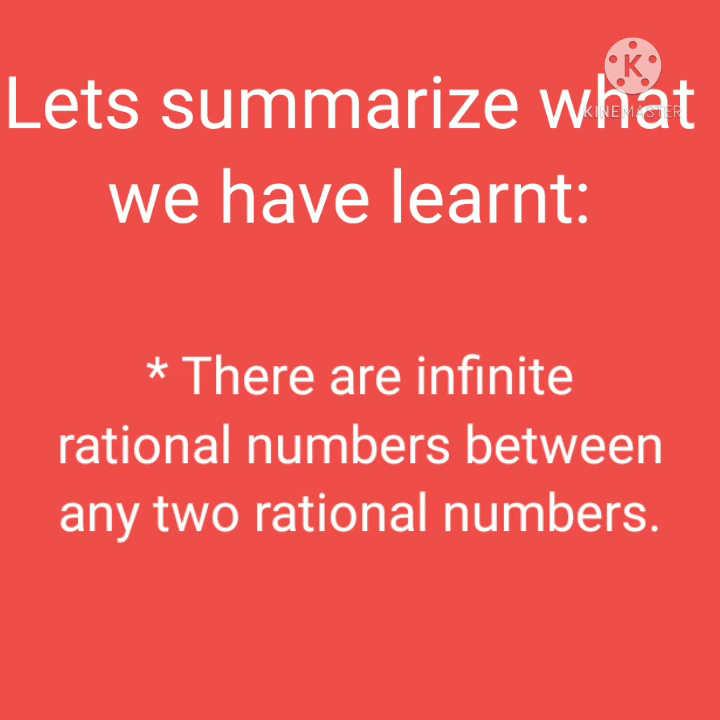 Lets summarize what
KINEMASTER
we have learnt:
* There are infinite
rational numbers between
any two rational numbers.